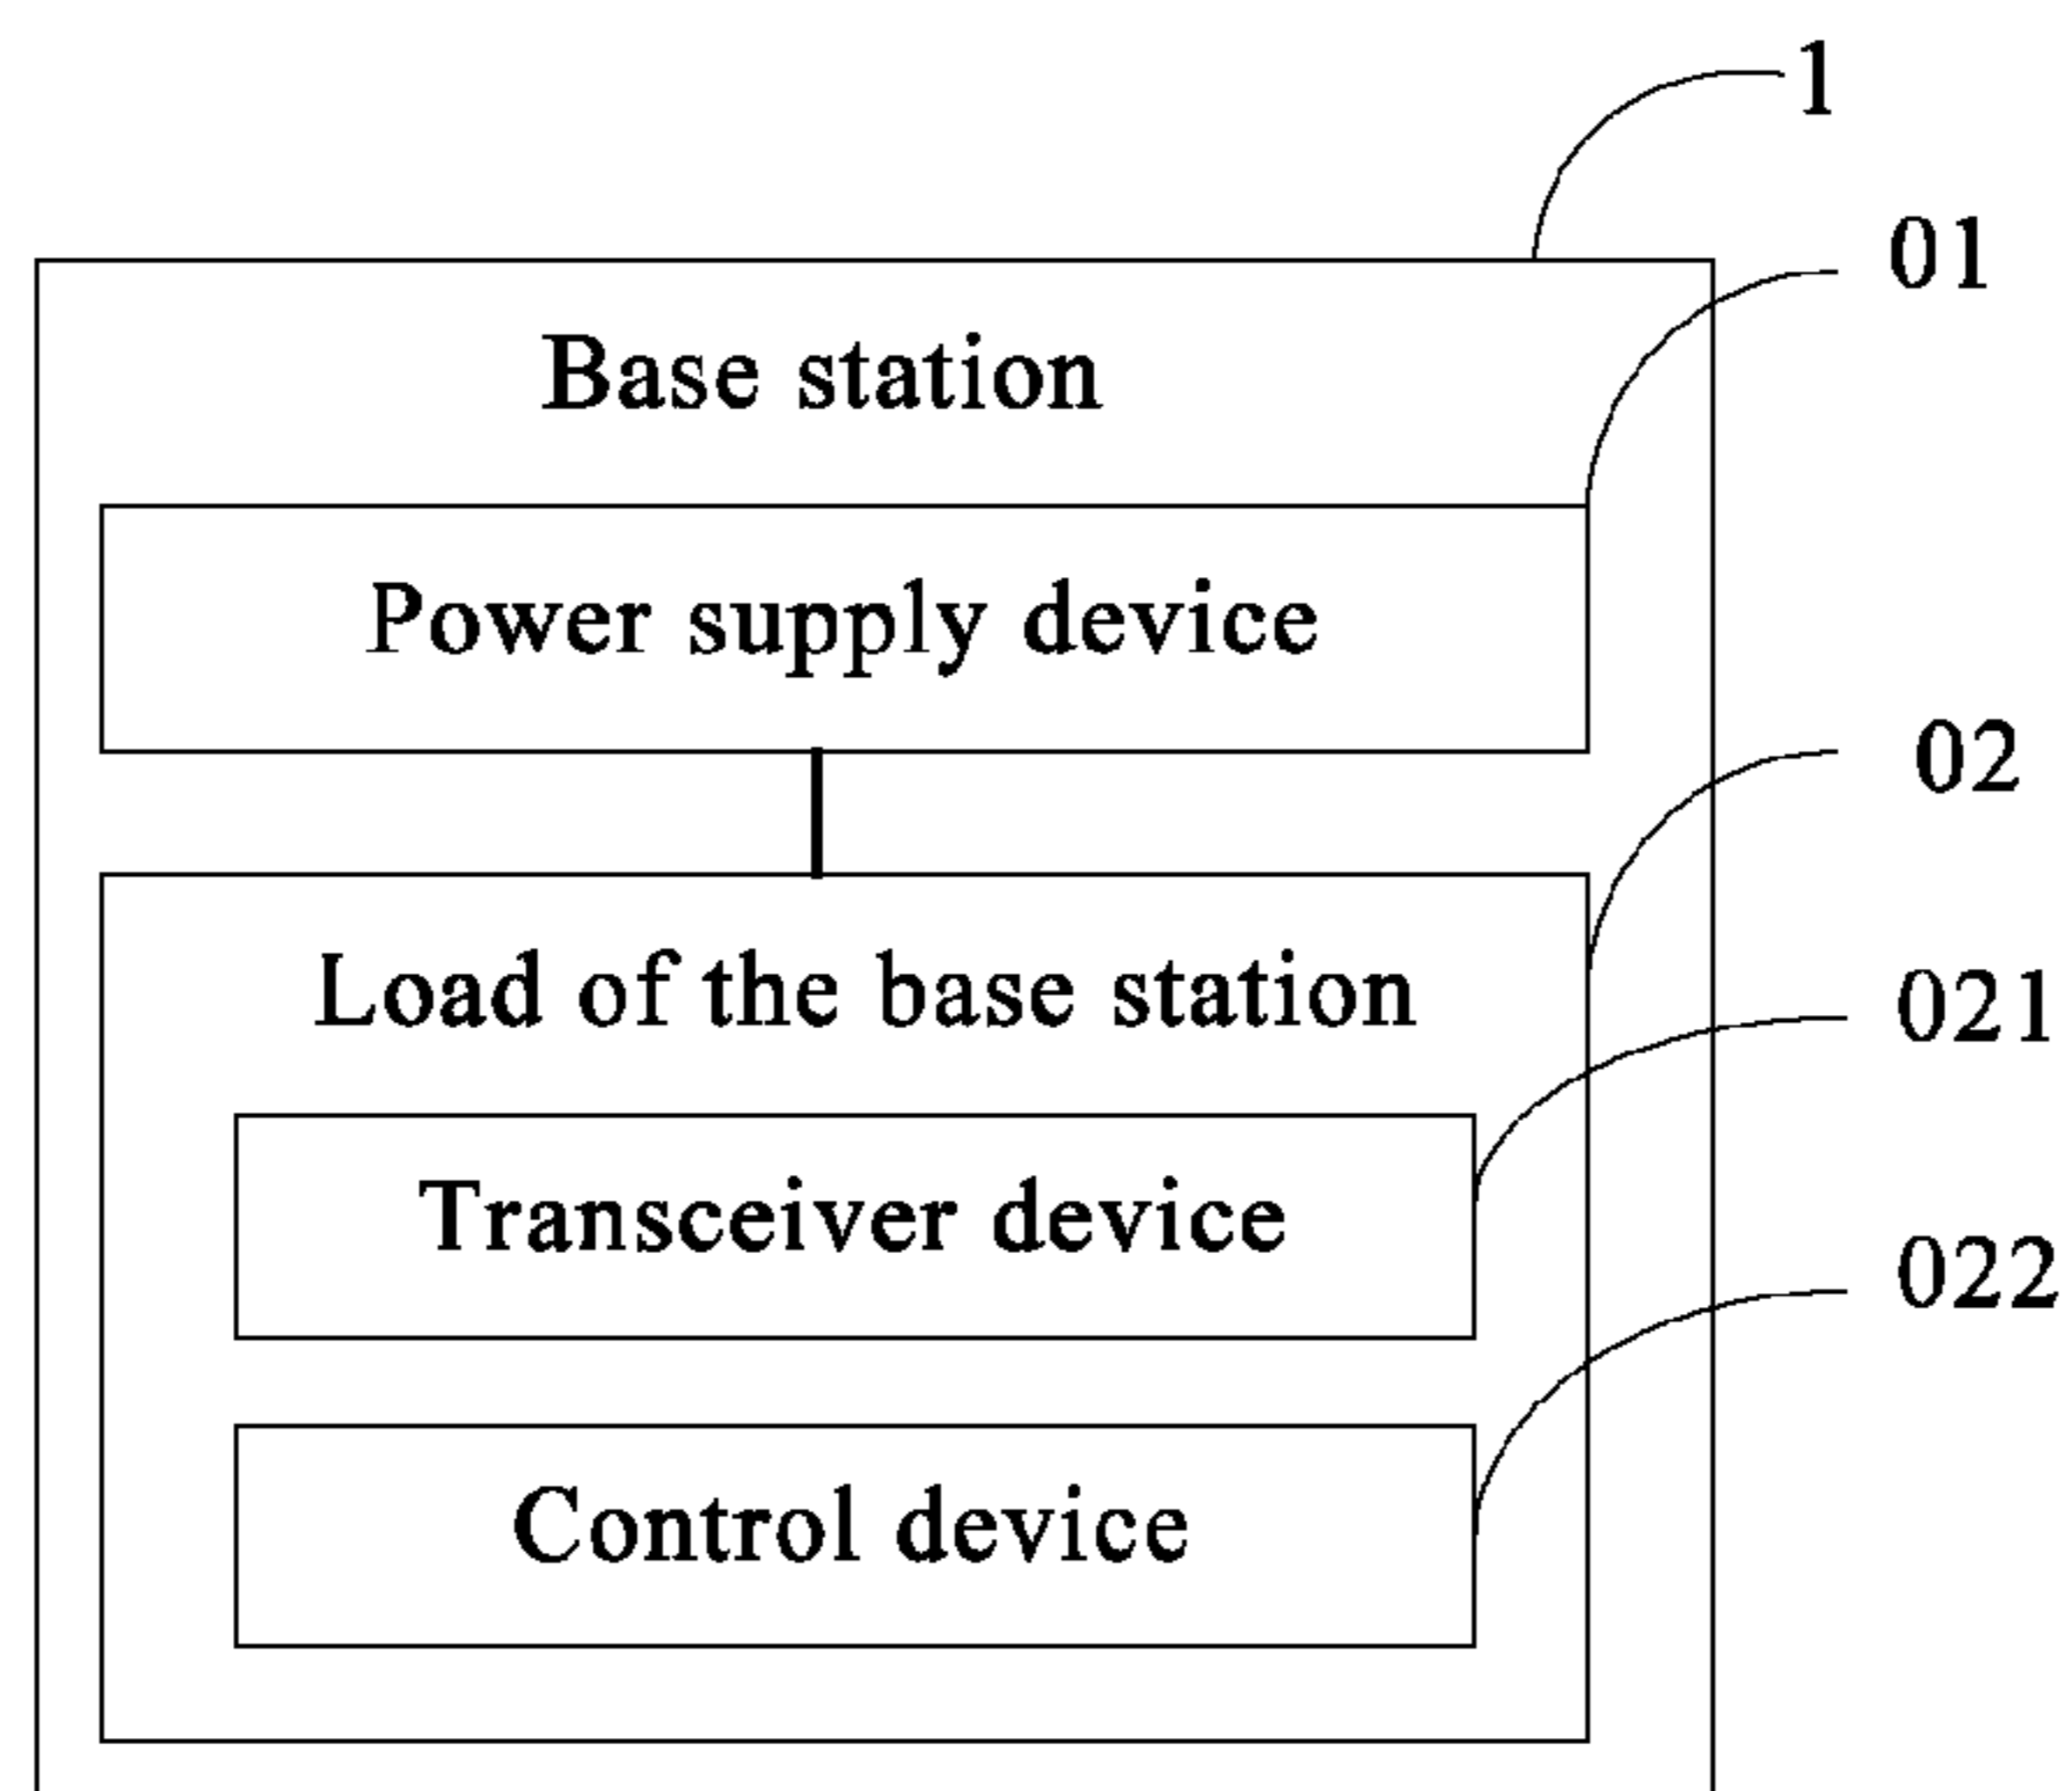 1
01
Base station
Power supply device
02
Load of the base station
021
Transceiver device
022
Control device